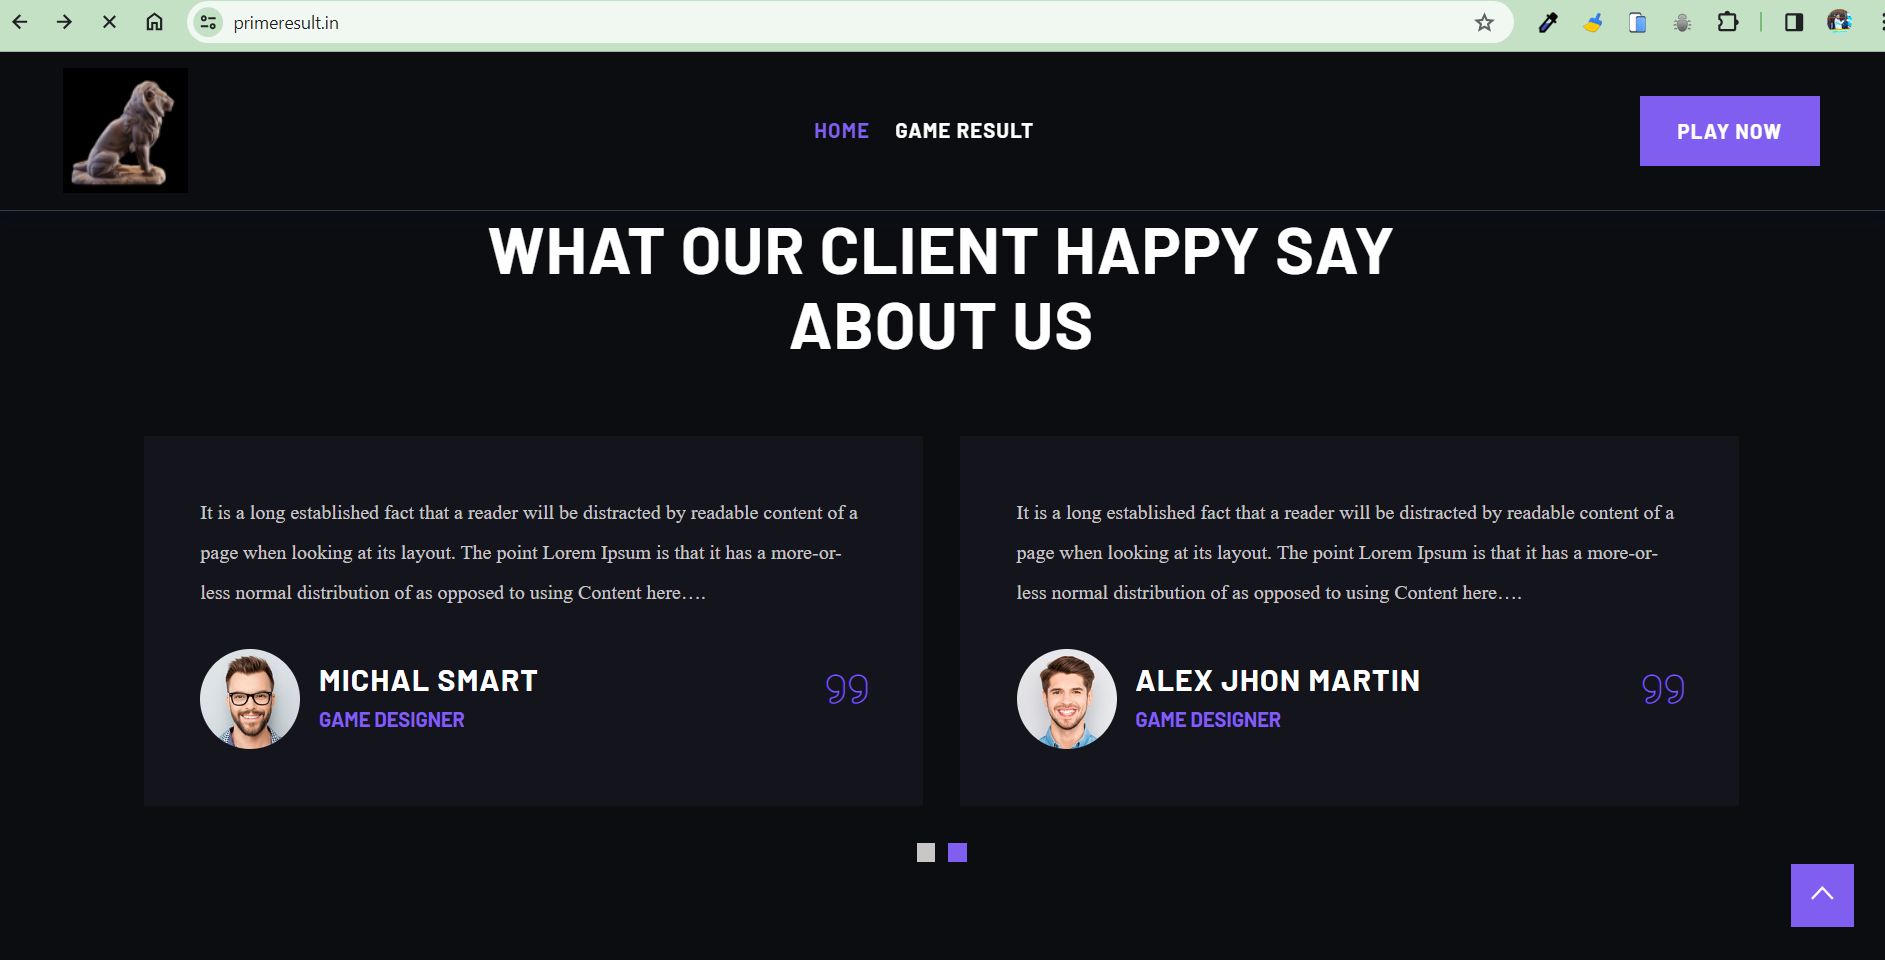 primeresult.in
HOME GAME RESULT
PLAY NOW
WHAT OUR CLIENT HAPPY SAY
ABOUT US
It is a long established fact that a reader will be distracted by readable content of a
page when looking at its layout. The point Lorem Ipsum is that it has a more-or-
less normal distribution of as opposed to using Content here….
MICHAL SMART
GAME DESIGNER
It is a long established fact that a reader will be distracted by readable content of a
page when looking at its layout. The point Lorem Ipsum is that it has a more-or-
less normal distribution of as opposed to using Content here….
ALEX JHON MARTIN
GAME DESIGNER